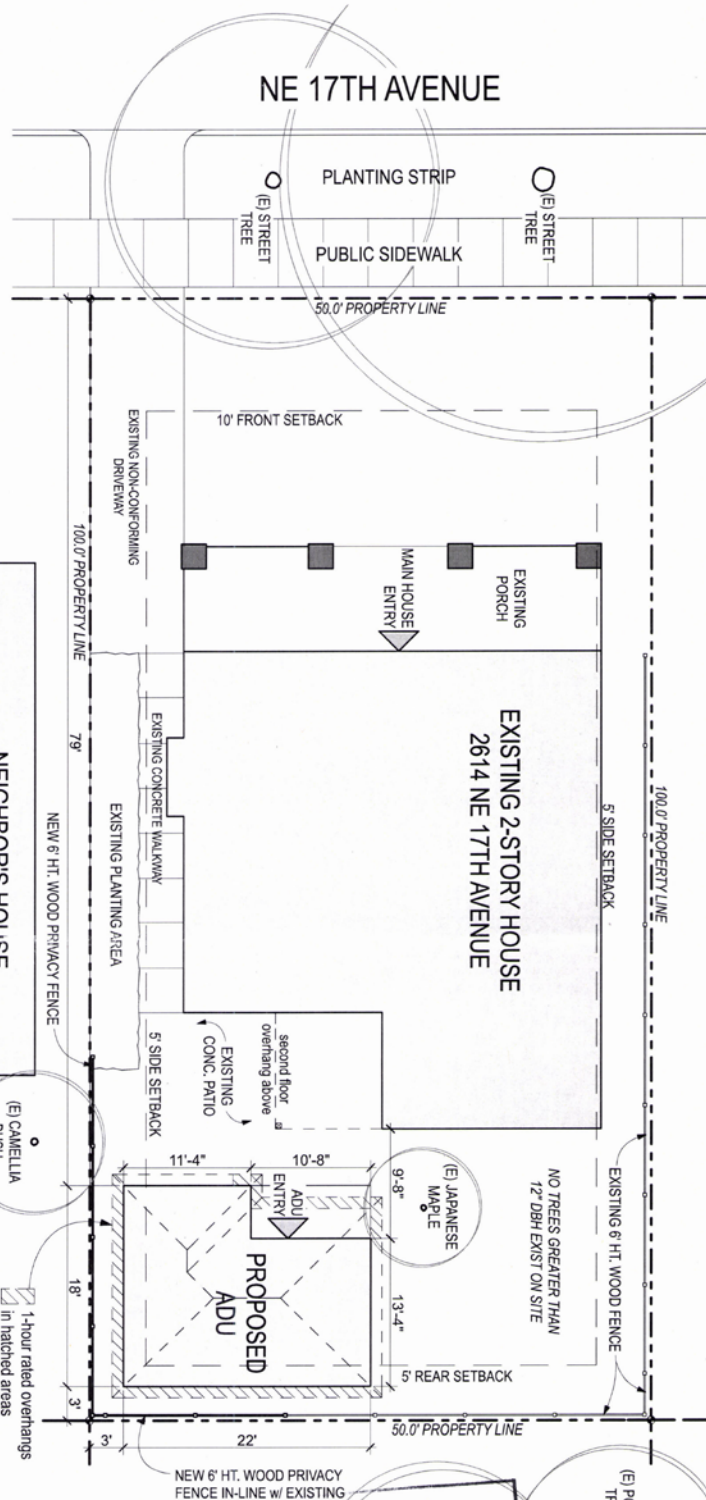 NE 17TH AVENUE
PLANTING STRIP
(E) STREET
TREE
(E) STREET
TREE
PUBLIC SIDEWALK
50.0' PROPERTY LINE
10' FRONT SETBACK
EXISTING NON-CONFORMING
DRIVEWAY
100.0' PROPERTY LINE
MAIN HOUSE
ENTRY
EXISTING
PORCH
EXISTING 2-STORY HOUSE
2614 NE 17TH AVENUE
5' SIDE SETBACK
100.0' PROPERTY LINE
79'
EXISTING CONCRETE WALKWAY
EXISTING PLANTING AREA
NEW 6' HT. WOOD PRIVACY FENCE
NEIGHBOR'S HOUSE
5' SIDE SETBACK
EXISTING
CONC. PATIO
second floor
overhang above
(E) CAMELLIA
11'-4"
10'-8"
9'-8"
(E) JAPANESE
MAPLE
NO TREES GREATER THAN
12" DBH EXIST ON SITE
EXISTING 6' HT. WOOD FENCE
ADU
ENTRY
PROPOSED
ADU
13'-4"
18'
1-hour rated overhangs
in hatched areas
5' REAR SETBACK
3'
50.0' PROPERTY LINE
3'
22'
NEW 6' HT. WOOD PRIVACY
FENCE IN-LINE w/ EXISTING